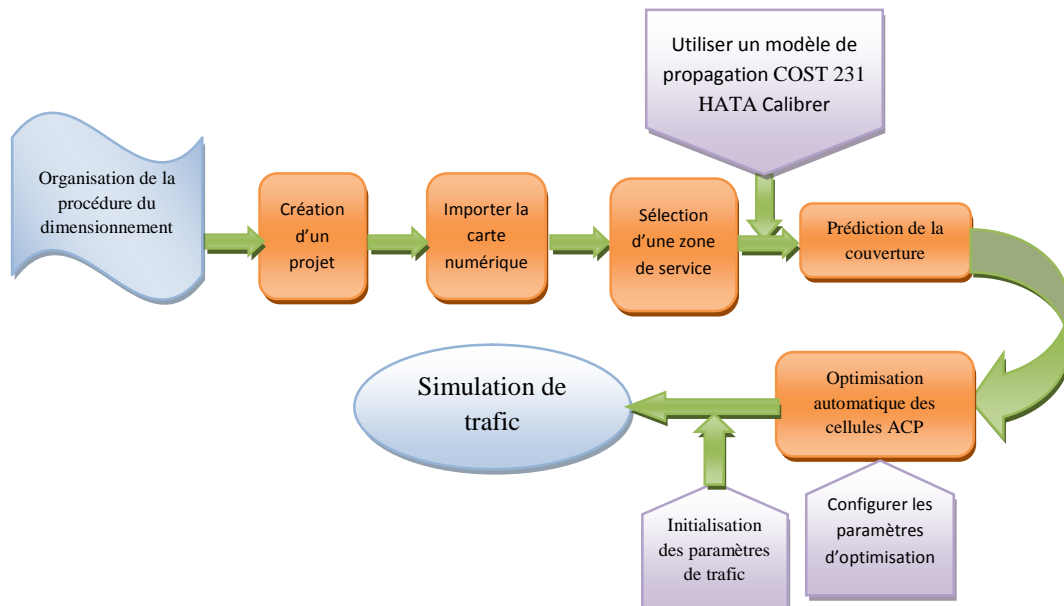 Utiliser un modèle de
propagation COST 231
HATA Calibrer
Organisation de la
procédure du
dimensionnement
Création
d'un
projet
Importer la
carte
numérique
Sélection
d'une zone
de service
Prédiction de la
couverture
Optimisation
automatique des
cellules ACP
Simulation de
trafic
Configurer les
paramètres
d'optimisation
Initialisation
des paramètres
de trafic